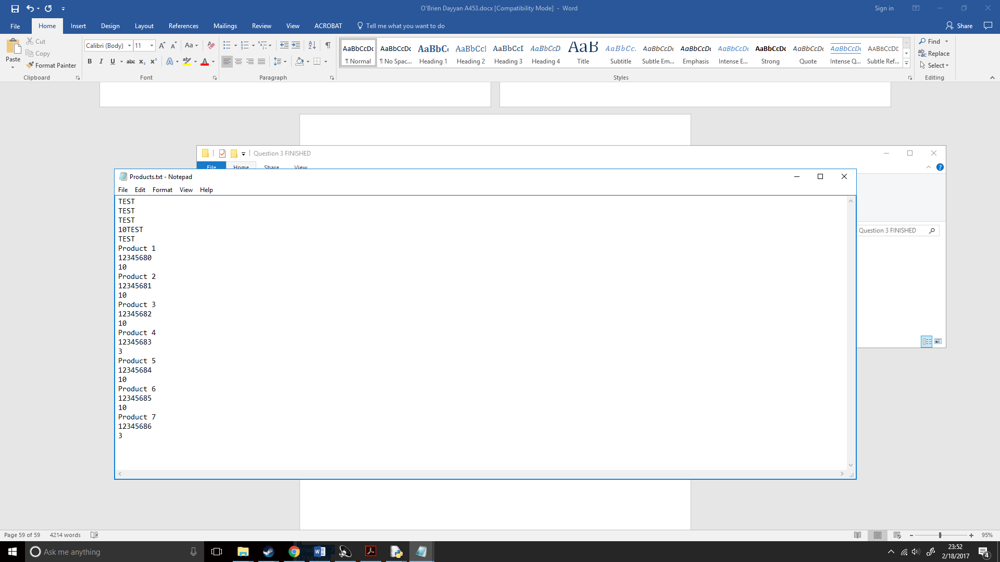 O'Brien Dayyan A453.docx [Compatibility Mode] - Word
Sign in
File Home Insert Design Layout References Mailings Review View ACROBAT Tell me what you want to do
Share
Paste
Cut
Copy
Format Painter
Clipboard
Calibri (Body) 11
Font
Paragraph
AaBbCcDc AaBbCcDc AaBbC AaBbCcI AaBbCcD AaBbCcD AaB AaBbCc AaBbCcDc AaBbCcDc AaBbCcDc AaBbCcDc AaBbCcDc AaBbCcDc AABBCCDE
¶ Normal ¶ No Spac... Heading 1 Heading 2 Heading 3 Heading 4 Title Subtitle Subtle Em... Emphasis Intense E... Strong Quote Intense Q... Subtle Ref...
Styles
Find
Replace
Select
Editing
Question 3 FINISHED
File Home Share View
Question 3 FINISHED
Products.txt - Notepad
File Edit Format View Help
TEST
TEST
TEST
10TEST
TEST
Product 1
12345680
10
Product 2
12345681
10
Product 3
12345682
10
Product 4
12345683
3
Product 5
12345684
10
Product 6
12345685
10
Product 7
12345686
3
Page 59 of 59 4214 words
95%
Ask me anything
23:52
2/18/2017
4